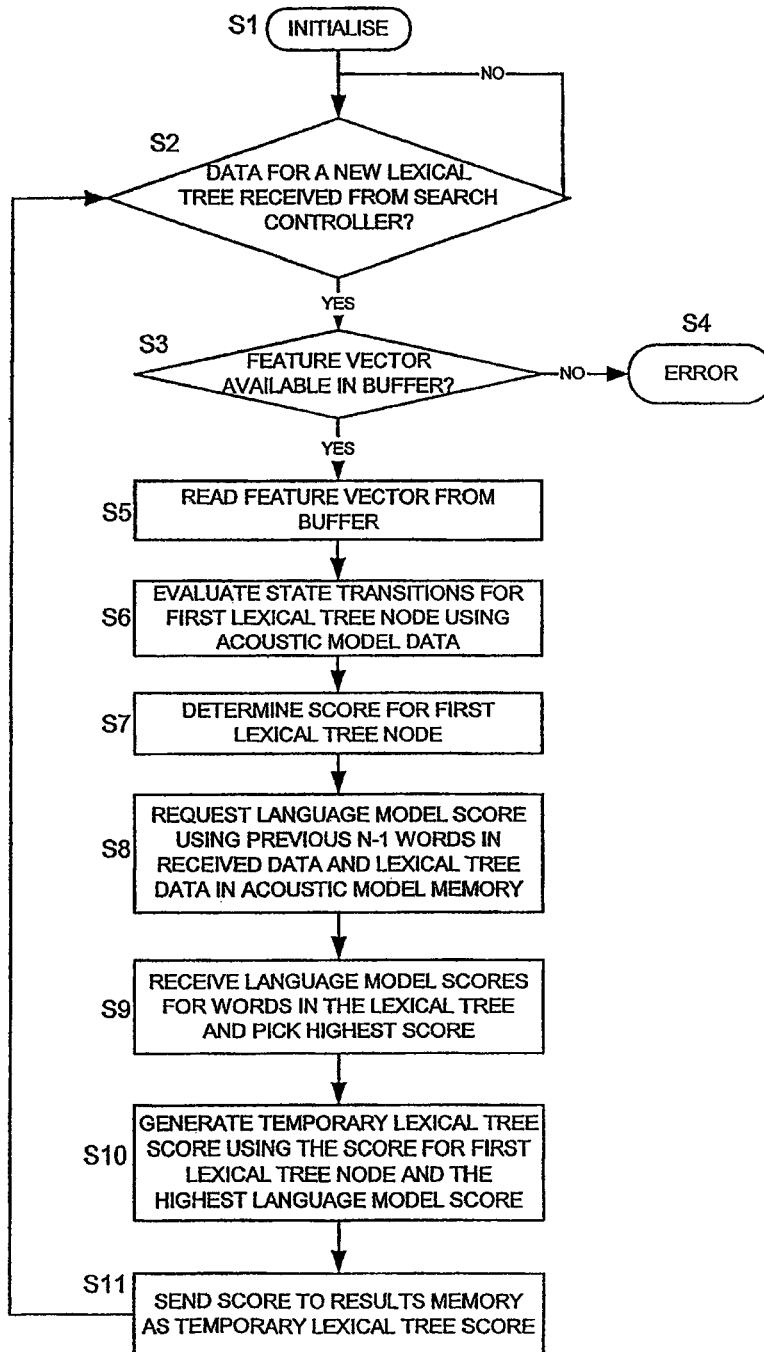 S1
INITIALISE
NO
S2
DATA FOR A NEW LEXICAL
TREE RECEIVED FROM SEARCH
CONTROLLER?
YES
S3
FEATURE VECTOR
AVAILABLE IN BUFFER?
NO
S4
ERROR
YES
S5
READ FEATURE VECTOR FROM
BUFFER
S6
EVALUATE STATE TRANSITIONS FOR
FIRST LEXICAL TREE NODE USING
ACOUSTIC MODEL DATA
S7
DETERMINE SCORE FOR FIRST
LEXICAL TREE NODE
S8
REQUEST LANGUAGE MODEL SCORE
USING PREVIOUS N-1 WORDS IN
RECEIVED DATA AND LEXICAL TREE
DATA IN ACOUSTIC MODEL MEMORY
S9
RECEIVE LANGUAGE MODEL SCORES
FOR WORDS IN THE LEXICAL TREE
AND PICK HIGHEST SCORE
S10
GENERATE TEMPORARY LEXICAL TREE
SCORE USING THE SCORE FOR FIRST
LEXICAL TREE NODE AND THE
HIGHEST LANGUAGE MODEL SCORE
S11
SEND SCORE TO RESULTS MEMORY
AS TEMPORARY LEXICAL TREE SCORE